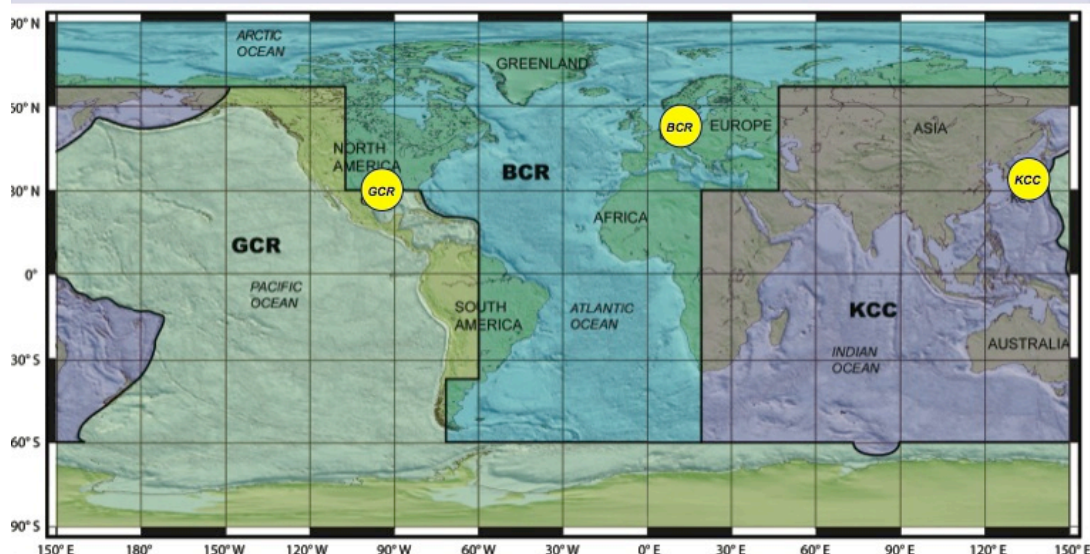 90° N
ARCTIC
OCEAN
GREENLAND
60° N
BCR
EUROPE
ASIA
NORTH
AMERICA
BCR
KCC
30° N
GCR
AFRICA
GCR
0°
PACIFIC
OCEAN
SOUTH
AMERICA
ATLANTIC
OCEAN
KCC
30° S
INDIAN
OCEAN
AUSTRALIA
60° S
90° S
150° E 180° 150° W 120° W 90° W 60° W 30° W 0° E 30° E 60° E 90° E 120° E 150° E